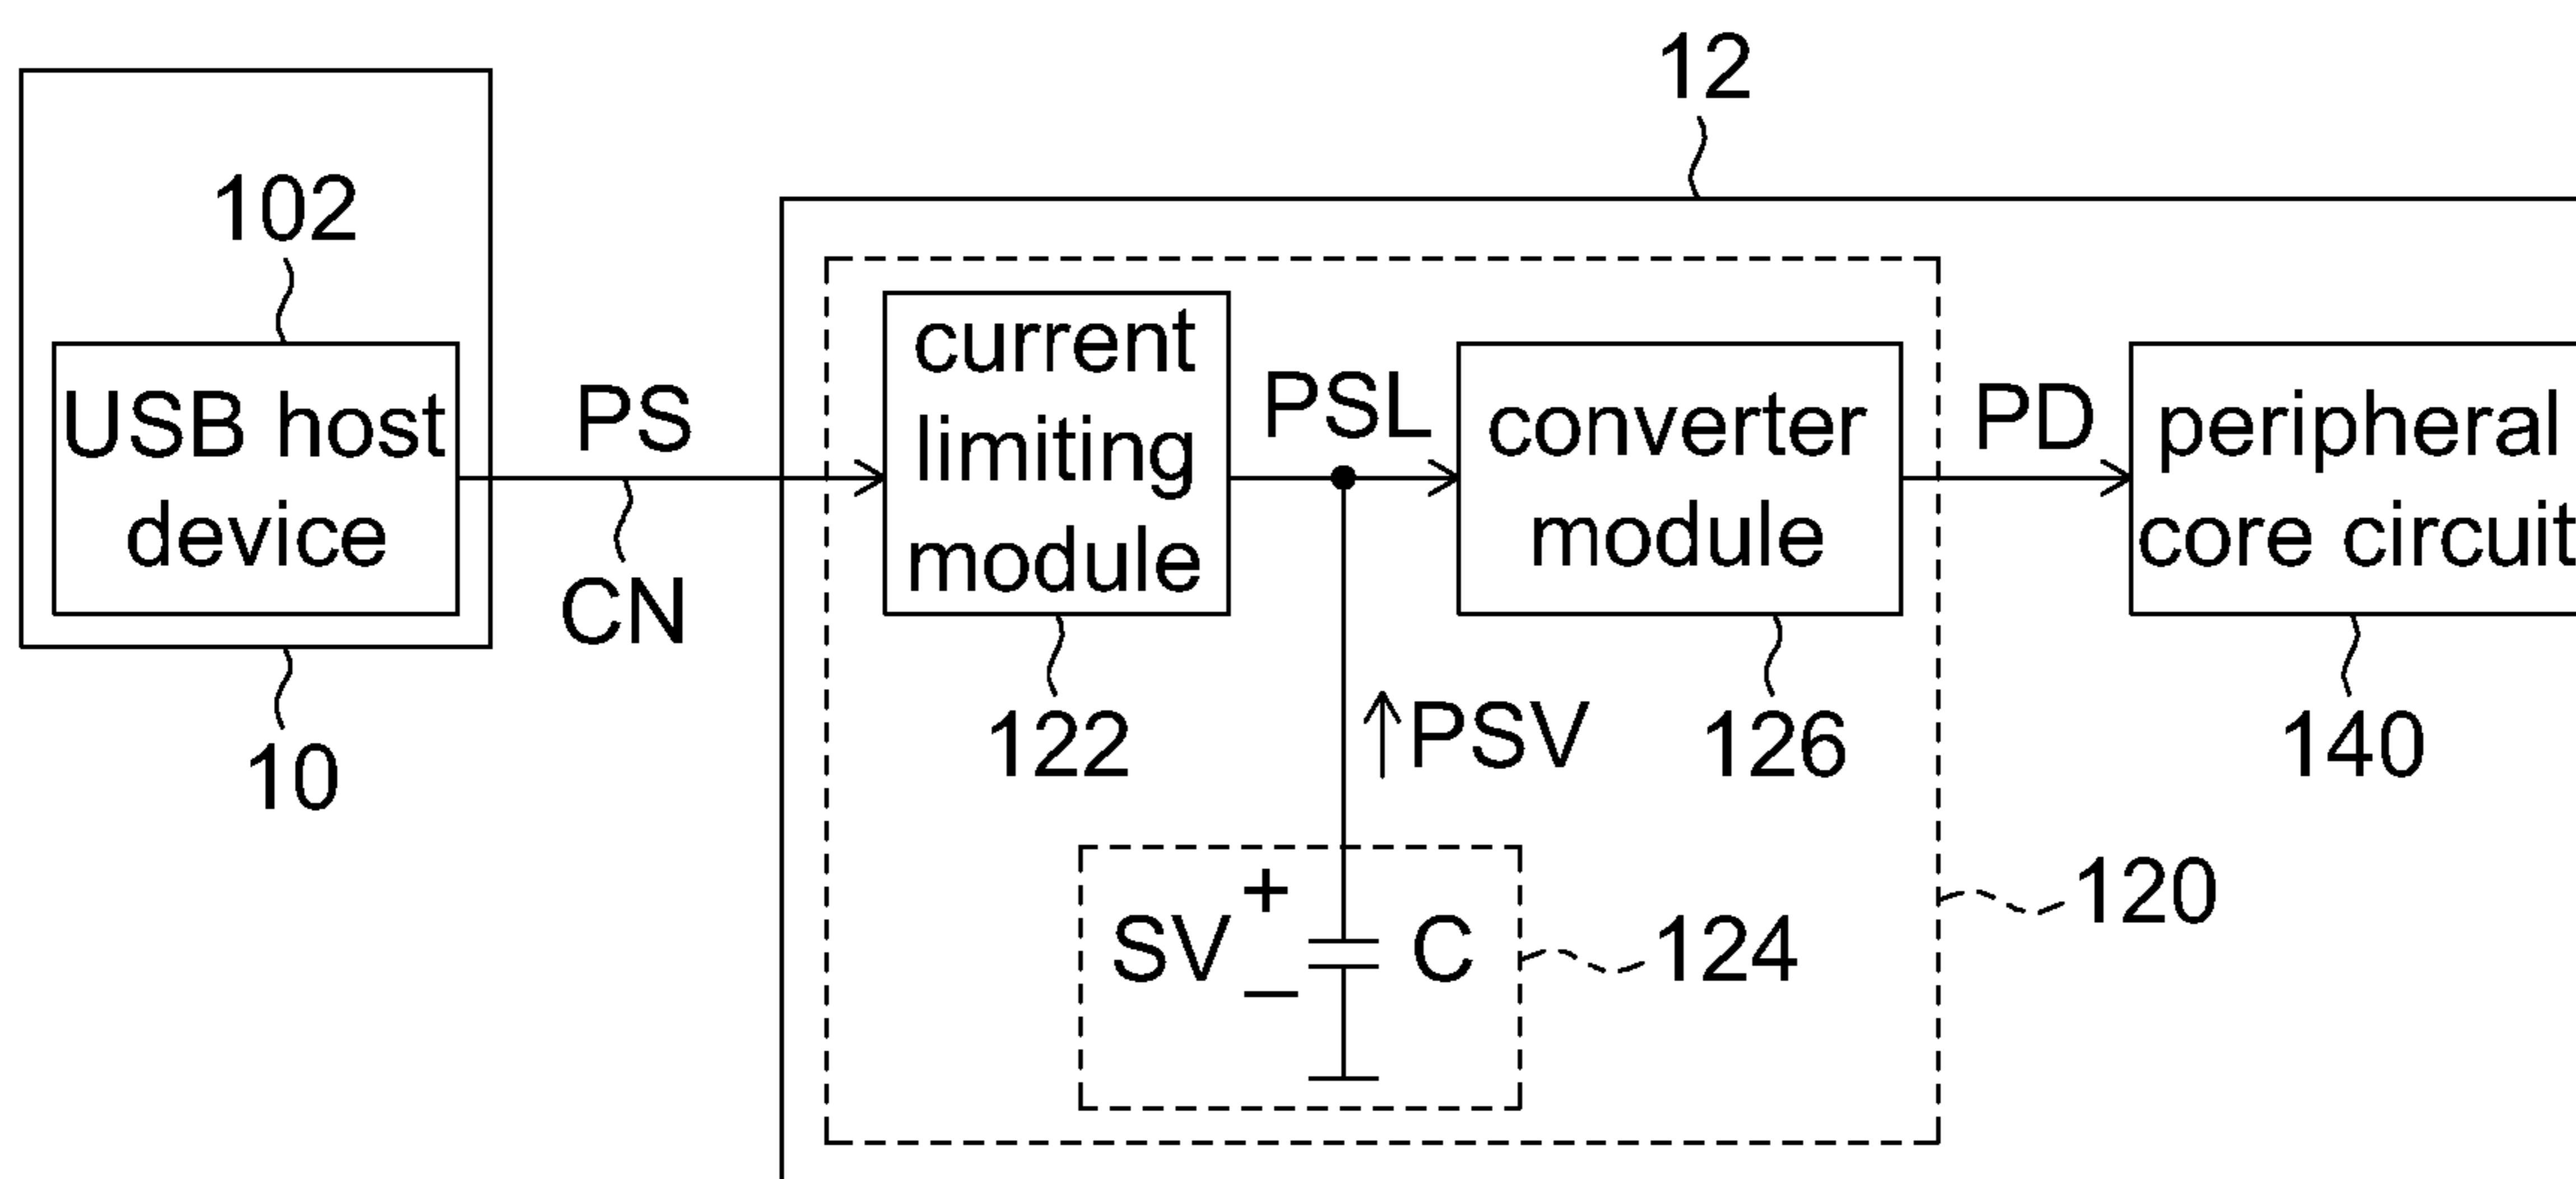 12
102
USB host
device
10
PS
CN
current
limiting
module
122
PSL
converter
module
126
PD
peripheral
core circuit
140
PSV
SV
+
–
C
124
120